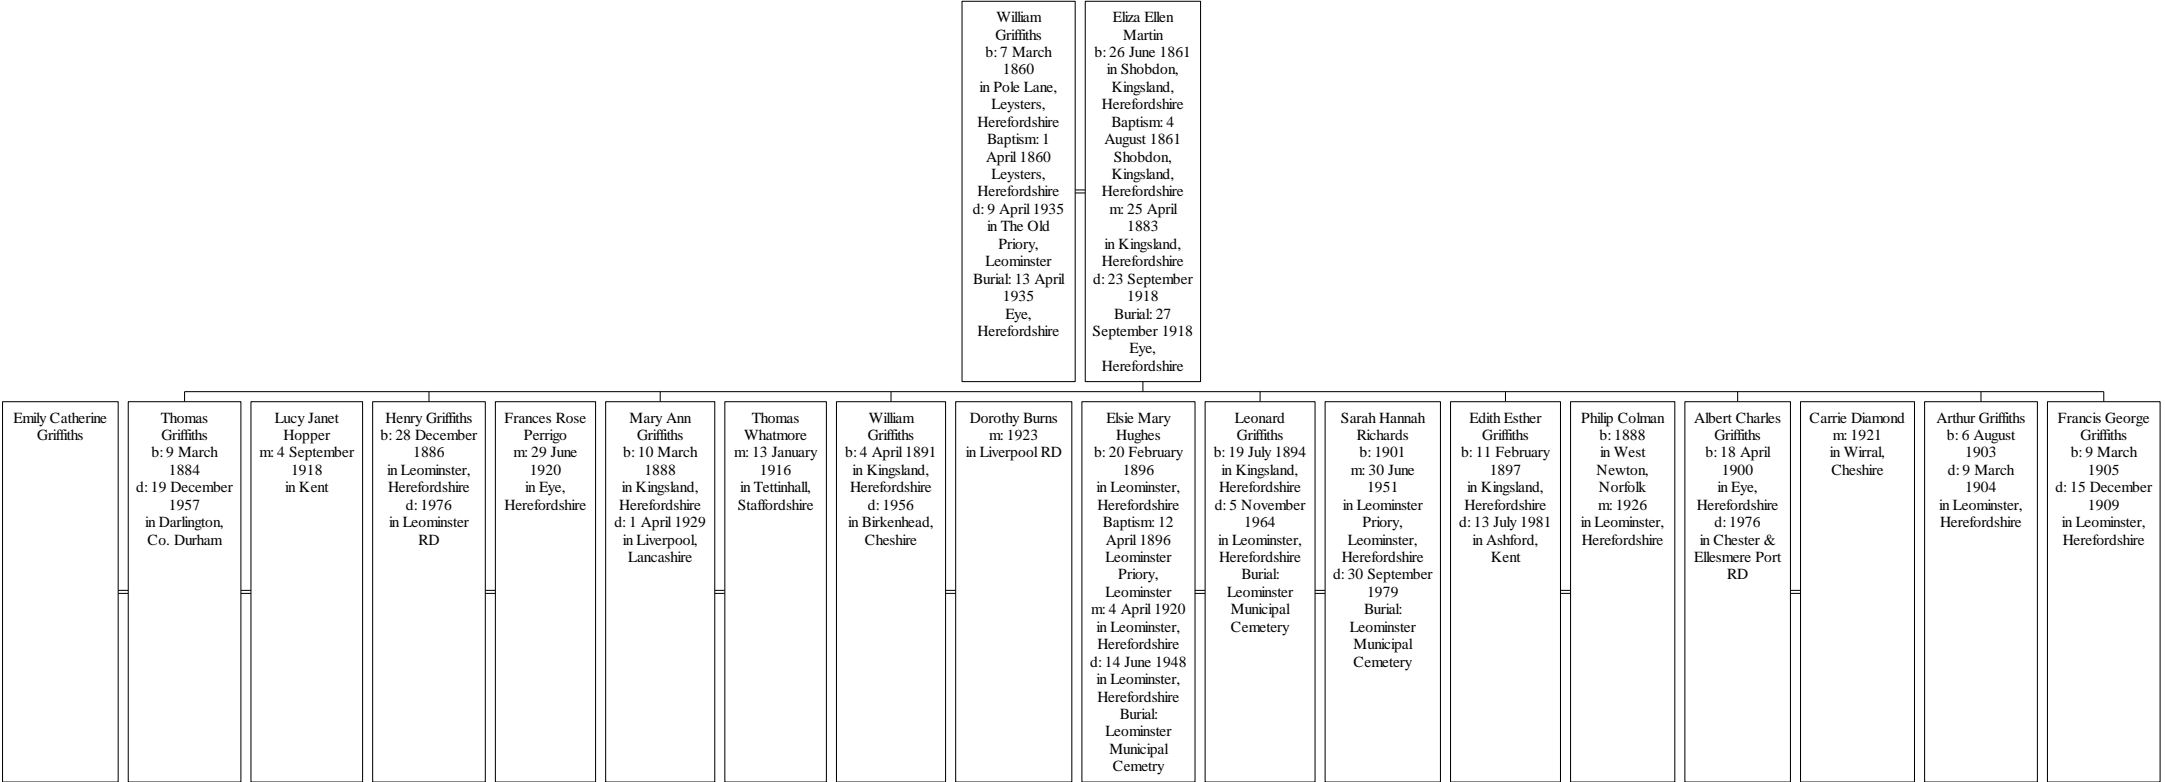 William
Griffiths
b: 7 March
1860
in Pole Lane,
Leysters,
Herefordshire
Baptism: 1
April 1860
Leysters,
Herefordshire
d: 9 April 1935
in The Old
Priory,
Leominster
Burial: 13 April
1935
Eye,
Herefordshire
Eliza Ellen
Martin
b: 26 June 1861
in Shobdon,
Kingsland,
Herefordshire
Baptism: 4
August 1861
Shobdon,
Kingsland,
Herefordshire
m: 25 April
1883
in Kingsland,
Herefordshire
d: 23 September
1918
Burial: 27
September 1918
Eye,
Herefordshire
Emily Catherine
Griffiths
Thomas
Griffiths
b: 9 March
1884
d: 19 December
1957
in Darlington,
Co. Durham
Lucy Janet
Hopper
m: 4 September
1918
in Kent
Henry Griffiths
b: 28 December
1886
in Leominster,
Herefordshire
d: 1976
in Leominster
RD
Frances Rose
Perrigo
m: 29 June
1920
in Eye,
Herefordshire
Mary Ann
Griffiths
b: 10 March
1888
in Kingsland,
Herefordshire
d: 1 April 1929
in Liverpool,
Lancashire
Thomas
Whatmore
m: 13 January
1916
in Tettinhall,
Staffordshire
William
Griffiths
b: 4 April 1891
in Kingsland,
Herefordshire
d: 1956
in Birkenhead,
Cheshire
Dorothy Burns
m: 1923
in Liverpool RD
Elsie Mary
Hughes
b: 20 February
1896
in Leominster,
Herefordshire
Baptism: 12
April 1896
Leominster
Priory,
Leominster
m: 4 April 1920
in Leominster,
Herefordshire
d: 14 June 1948
in Leominster,
Herefordshire
Burial:
Leominster
Municipal
Cemetry
Leonard
Griffiths
b: 19 July 1894
in Kingsland,
Herefordshire
d: 5 November
1964
in Leominster,
Herefordshire
Burial:
Leominster
Municipal
Cemetery
Sarah Hannah
Richards
b: 1901
m: 30 June
1951
in Leominster
Priory,
Leominster,
Herefordshire
d: 30 September
1979
Burial:
Leominster
Municipal
Cemetery
Edith Esther
Griffiths
b: 11 February
1897
in Kingsland,
Herefordshire
d: 13 July 1981
in Ashford,
Kent
Philip Colman
b: 1888
in West
Newton,
Norfolk
m: 1926
in Leominster,
Herefordshire
Albert Charles
Griffiths
b: 18 April
1900
in Eye,
Herefordshire
d: 1976
in Chester &
Ellesmere Port
RD
Carrie Diamond
m: 1921
in Wirral,
Cheshire
Arthur Griffiths
b: 6 August
1903
d: 9 March
1904
in Leominster,
Herefordshire
Francis George
Griffiths
b: 9 March
1905
d: 15 December
1909
in Leominster,
Herefordshire